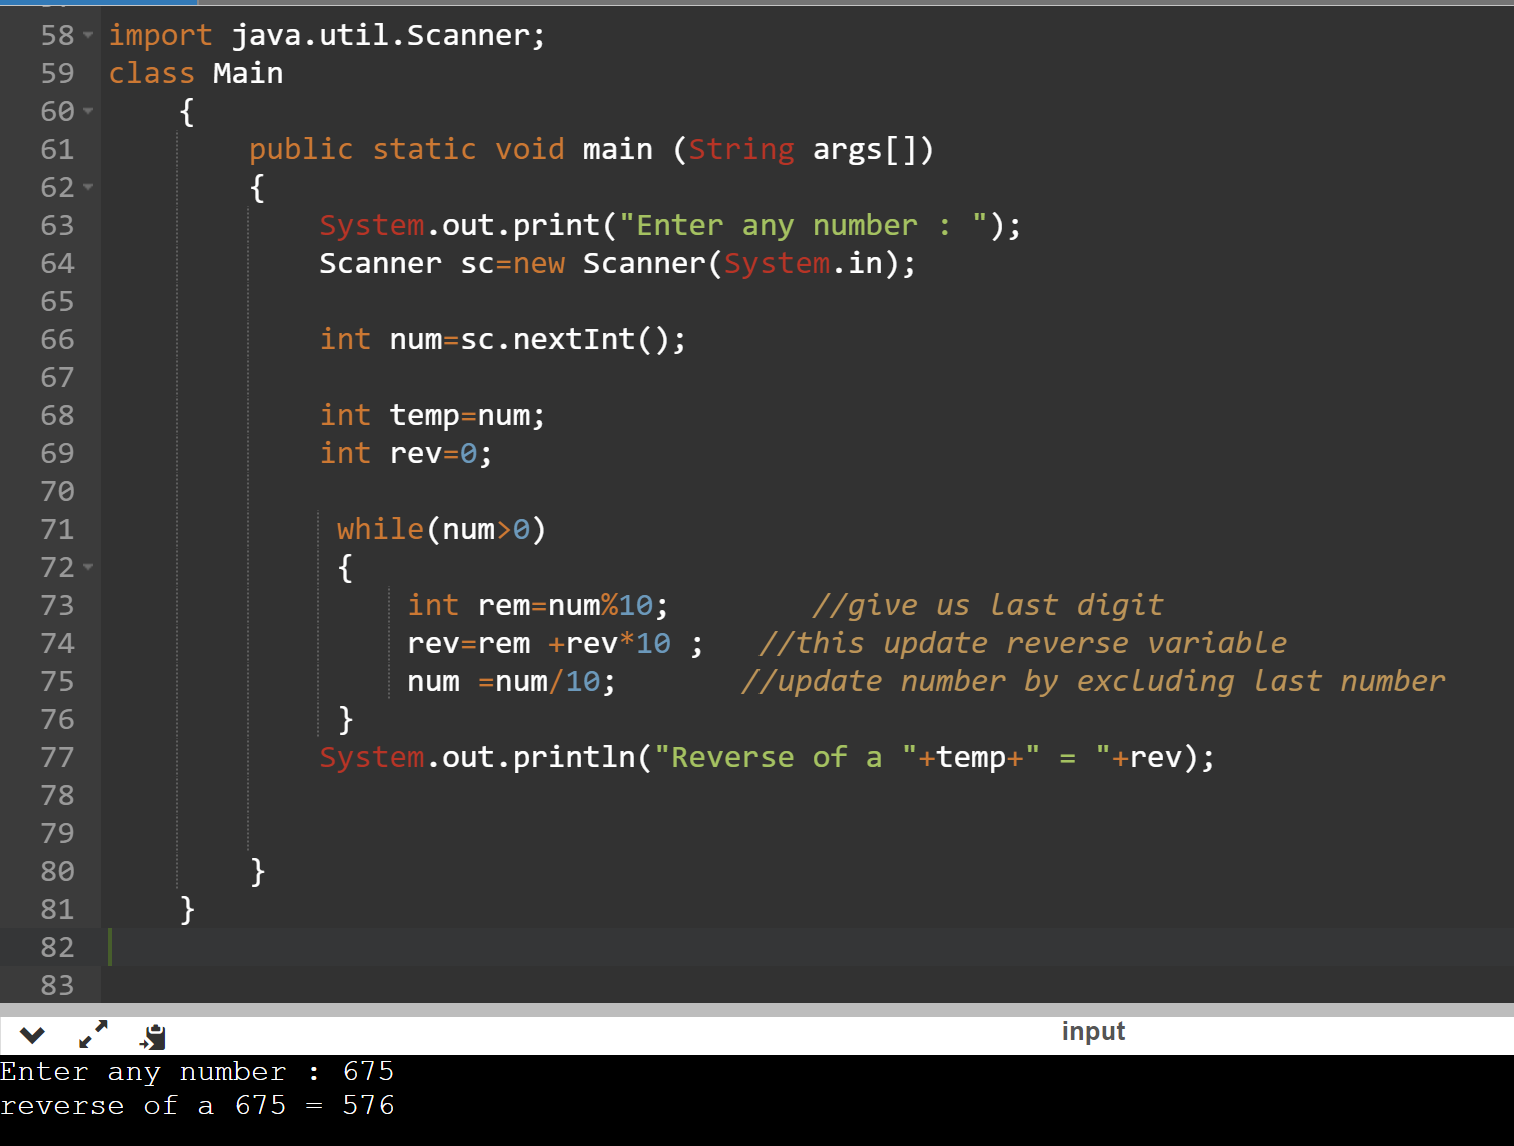 58 import java.util.Scanner;
59 class Main
60 {
61 public static void main (String args[])
62 {
63 System.out.print("Enter any number : ");
64 Scanner sc=new Scanner(System.in);
65
66 int num=sc.nextInt();
67
68 int temp=num;
69 int rev=0;
70
71 while(num>0)
72 {
73 int rem=num%10; //give us last digit
74 rev=rem +rev*10 ; //this update reverse variable
75 num =num/10; //update number by excluding last number
76 }
77 System.out.println("Reverse of a "+temp+" = "+rev);
78
79
80 }
81 }
82
83
input
Enter any number : 675
reverse of a 675 = 576